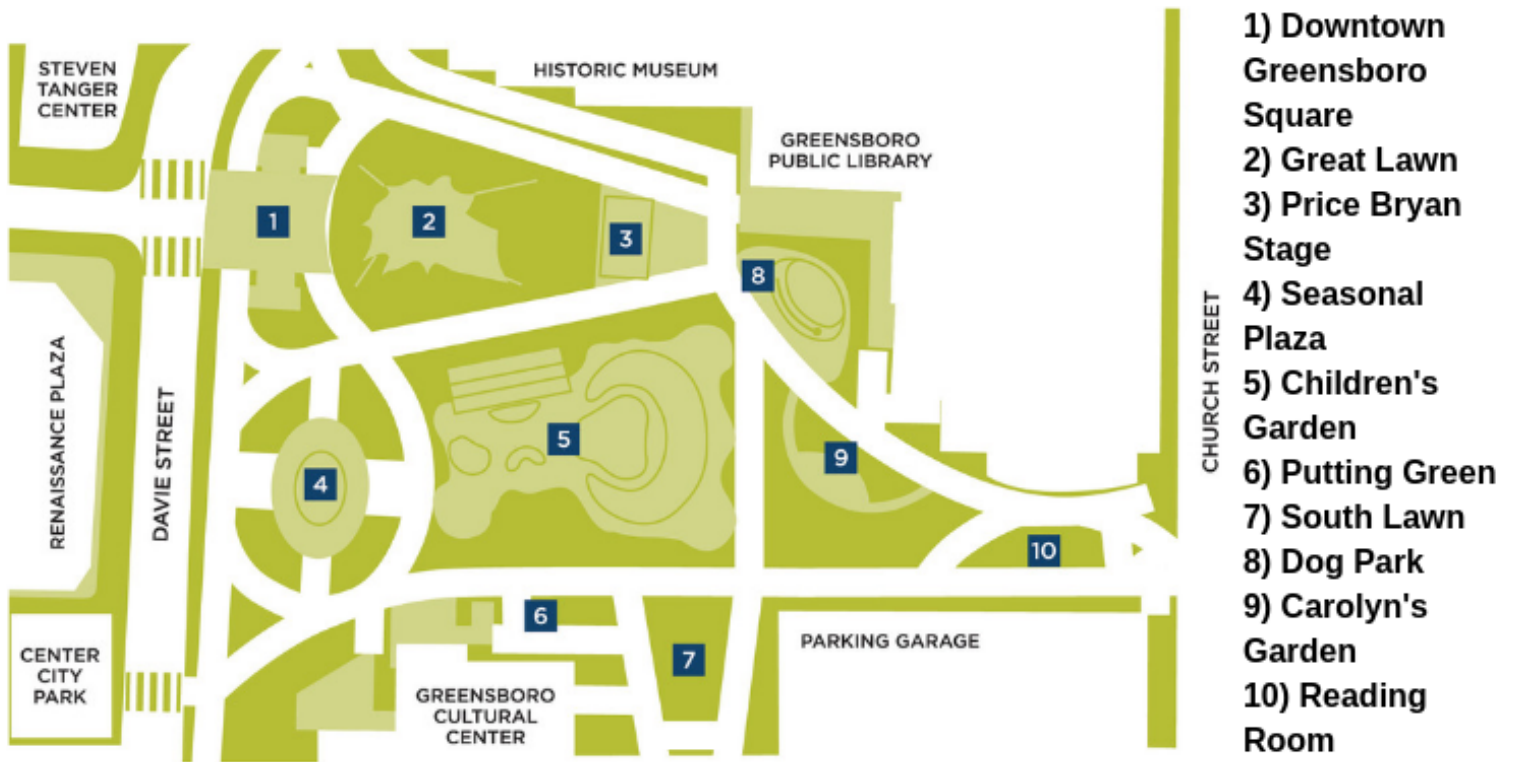 STEVEN
TANGER
CENTER
HISTORIC MUSEUM
GREENSBORO
PUBLIC LIBRARY
1
2
3
8
RENAISSANCE PLAZA
DAVIE STREET
CHURCH STREET
5
9
4
10
6
7
CENTER
CITY
PARK
GREENSBORO
CULTURAL
CENTER
PARKING GARAGE
1) Downtown
Greensboro
Square
2) Great Lawn
3) Price Bryan
Stage
4) Seasonal
Plaza
5) Children's
Garden
6) Putting Green
7) South Lawn
8) Dog Park
9) Carolyn's
Garden
10) Reading
Room